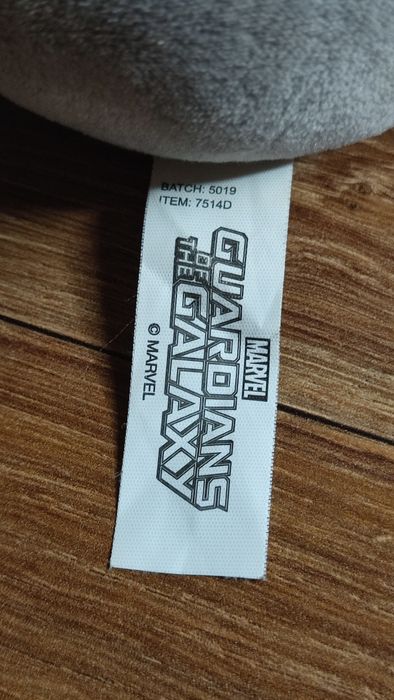 BATCH: 5019
ITEM: 7514D
MARVEL
GUARDIANS
OF THE
GALAXY
© MARVEL